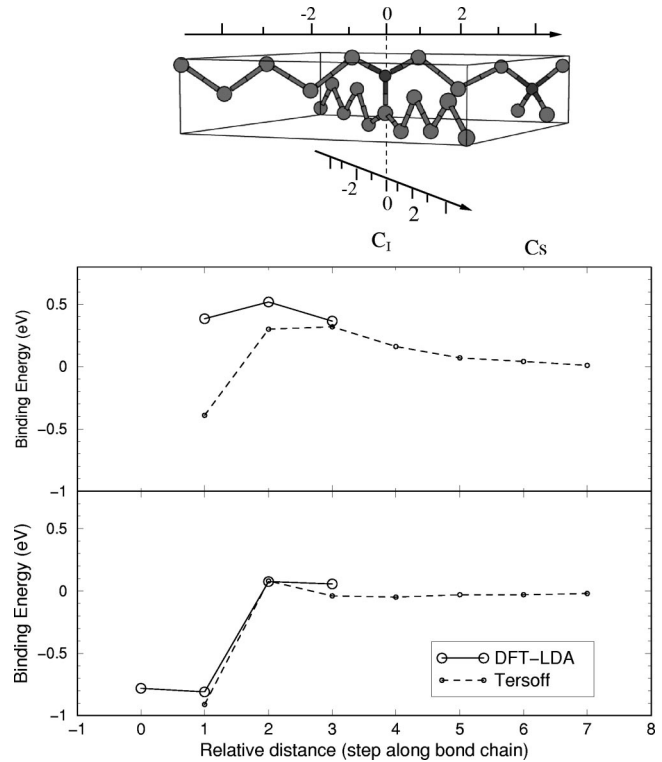 -2 0 2
-2
0
2
C_I Cs
0.5
0
−0.5
−1
Binding Energy (eV)
0.5
0
−0.5
−1
Binding Energy (eV)
DFT−LDA
Tersoff
−1 0 1 2 3 4 5 6 7 8
Relative distance (step along bond chain)